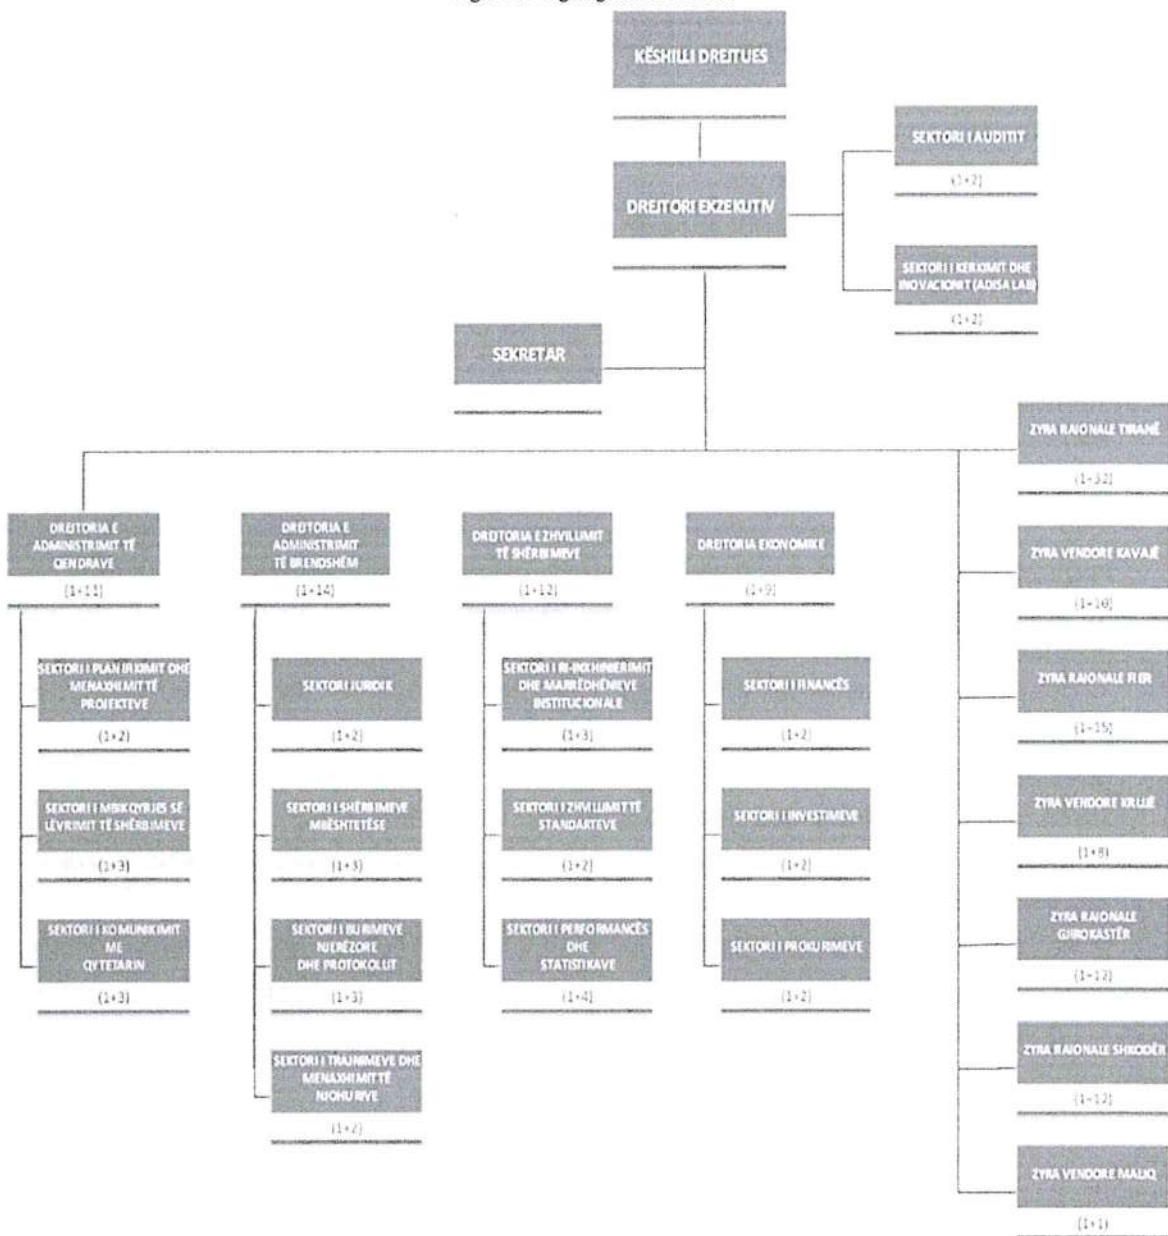 KËSHILLI DREJTUES
DREJTORI EKZEKUTIV
SEKTORI I AUDITIT
(1+2)
SEKTORI I KËRKIMIT DHE
INOVACIONIT (ADISA LAB)
(1+2)
SEKRETAR
ZYRA RAJONALE TIRANË
(1+32)
ZYRA VENDORE KAVAJË
(1+10)
ZYRA RAJONALE FIER
(1+15)
ZYRA VENDORE KRUJË
(1+8)
ZYRA RAJONALE
GJIROKASTËR
(1+12)
ZYRA RAJONALE SHKODËR
(1+12)
ZYRA VENDORE MALIQ
(1+1)
DREJTORIA E
ADMINISTRIMIT TË
QENDRAVE
(1+11)
SEKTORI I PLANIFIKIMIT DHE
MENAXHIMIT TË
PROJEKTEVE
(1+2)
SEKTORI I MBIKQYRJES SË
LËVRIMIT TË SHËRBIMEVE
(1+3)
SEKTORI I KOMUNIKIMIT
ME
QYTETARIN
(1+3)
DREJTORIA E
ADMINISTRIMIT
TË BRENDSHËM
(1+14)
SEKTORI JURIDIK
(1+2)
SEKTORI I SHËRBIMEVE
MBËSHTETËSE
(1+3)
SEKTORI I BURIMEVE
NJERËZORE
DHE PROTOKOLLIT
(1+3)
SEKTORI I TRAJNIMEVE DHE
MENAXHIMIT TË
NJOHURIVE
(1+2)
DREJTORIA E ZHVILLIMIT
TË SHËRBIMEVE
(1+12)
SEKTORI I RI-INXHINIERIMIT
DHE MARRËDHËNIEVE
INSTITUCIONALE
(1+3)
SEKTORI I ZHVILLIMIT TË
STANDARTEVE
(1+2)
SEKTORI I PERFORMANCËS
DHE
STATISTIKAVE
(1+4)
DREJTORIA EKONOMIKE
(1+9)
SEKTORI I FINANCËS
(1+2)
SEKTORI I INVESTIMEVE
(1+2)
SEKTORI I PROKURIMEVE
(1+2)